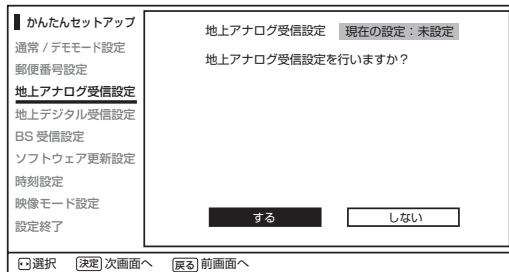 かんたんセットアップ
通常 / デモモード設定
郵便番号設定
地上アナログ受信設定
地上デジタル受信設定
BS 受信設定
ソフトウェア更新設定
時刻設定
映像モード設定
設定終了
地上アナログ受信設定 現在の設定：未設定
地上アナログ受信設定を行いますか？
する しない
選択 決定 次画面へ 戻る 前画面へ